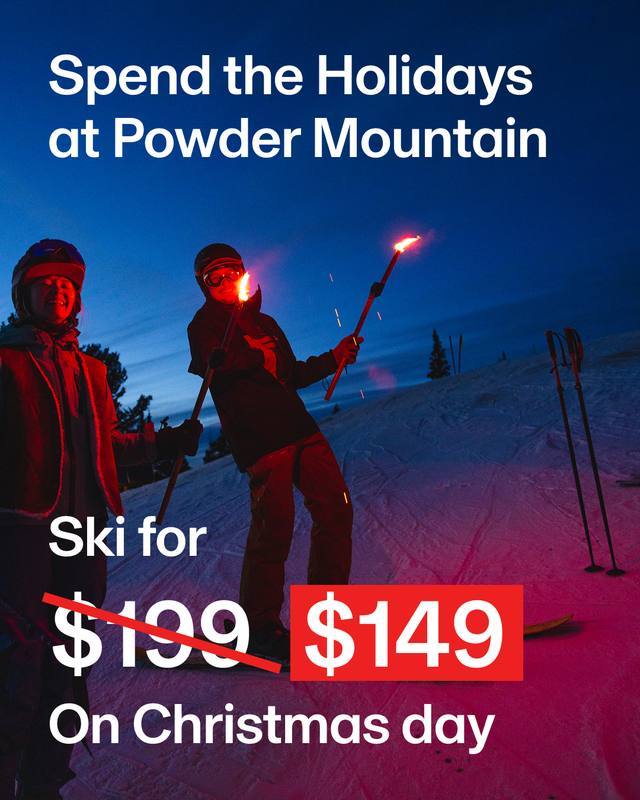 Spend the Holidays
at Powder Mountain
Ski for
$199 $149
On Christmas day